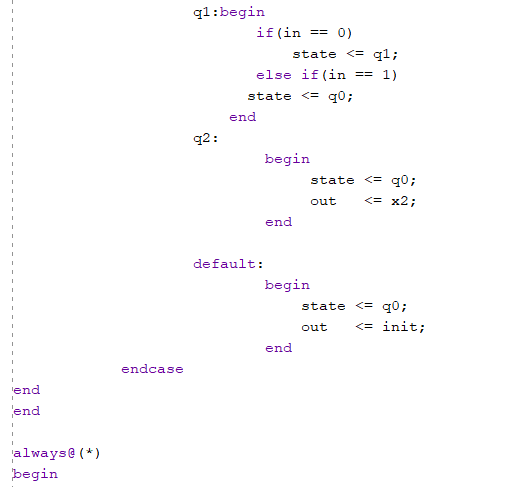 q1:begin
if(in == 0)
state <= q1;
else if(in == 1)
state <= q0;
end
q2:
begin
state <= q0;
out   <= x2;
end
default:
begin
state <= q0;
out   <= init;
end
endcase
end
end
always@(*)
begin